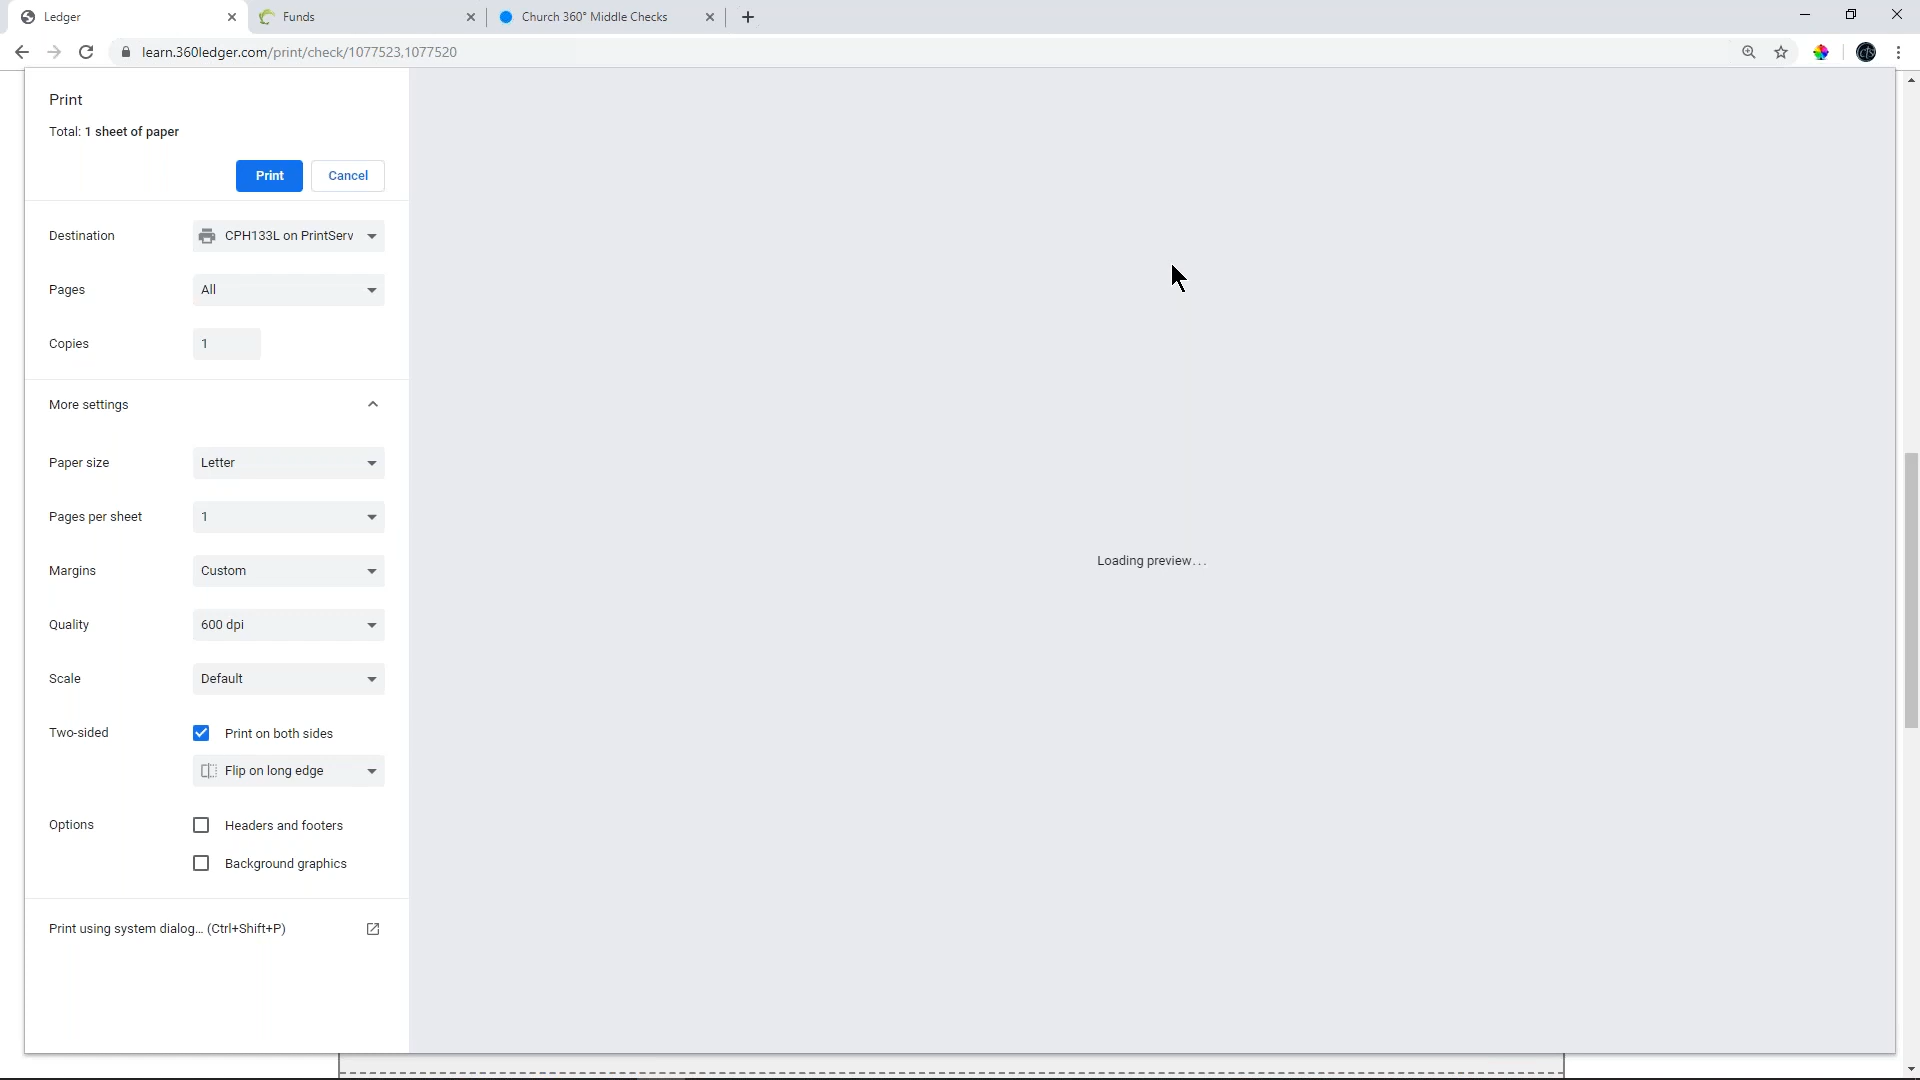 Ledger
Funds
Church 360° Middle Checks
learn.360ledger.com/print/check/1077523,1077520
Print
Total: 1 sheet of paper
Print
Cancel
Destination
CPH133L on PrintServ
Pages
All
Copies
1
More settings
Paper size
Letter
Pages per sheet
1
Margins
Custom
Quality
600 dpi
Scale
Default
Two-sided
Print on both sides
Flip on long edge
Options
Headers and footers
Background graphics
Print using system dialog... (Ctrl+Shift+P)
Loading preview...